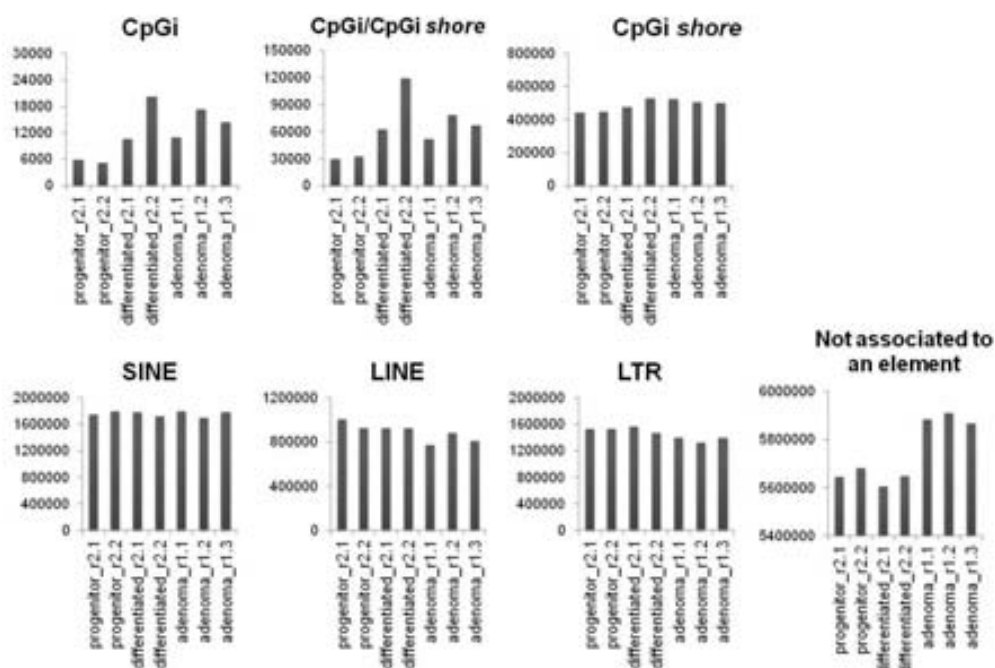 CpGi
30000
24000
18000
12000
6000
0
progenitor_r2.1
progenitor_r2.2
differentiated_r2.1
differentiated_r2.2
adenoma_r1.1
adenoma_r1.2
adenoma_r1.3
CpGi/CpGi shore
150000
120000
90000
60000
30000
0
progenitor_r2.1
progenitor_r2.2
differentiated_r2.1
differentiated_r2.2
adenoma_r1.1
adenoma_r1.2
adenoma_r1.3
CpGi shore
800000
600000
400000
200000
0
progenitor_r2.1
progenitor_r2.2
differentiated_r2.1
differentiated_r2.2
adenoma_r1.1
adenoma_r1.2
adenoma_r1.3
SINE
2000000
1600000
1200000
800000
400000
0
progenitor_r2.1
progenitor_r2.2
differentiated_r2.1
differentiated_r2.2
adenoma_r1.1
adenoma_r1.2
adenoma_r1.3
LINE
1200000
800000
400000
0
progenitor_r2.1
progenitor_r2.2
differentiated_r2.1
differentiated_r2.2
adenoma_r1.1
adenoma_r1.2
adenoma_r1.3
LTR
2000000
1600000
1200000
800000
400000
0
progenitor_r2.1
progenitor_r2.2
differentiated_r2.1
differentiated_r2.2
adenoma_r1.1
adenoma_r1.2
adenoma_r1.3
Not associated to
an element
6000000
5800000
5600000
5400000
progenitor_r2.1
progenitor_r2.2
differentiated_r2.1
differentiated_r2.2
adenoma_r1.1
adenoma_r1.2
adenoma_r1.3